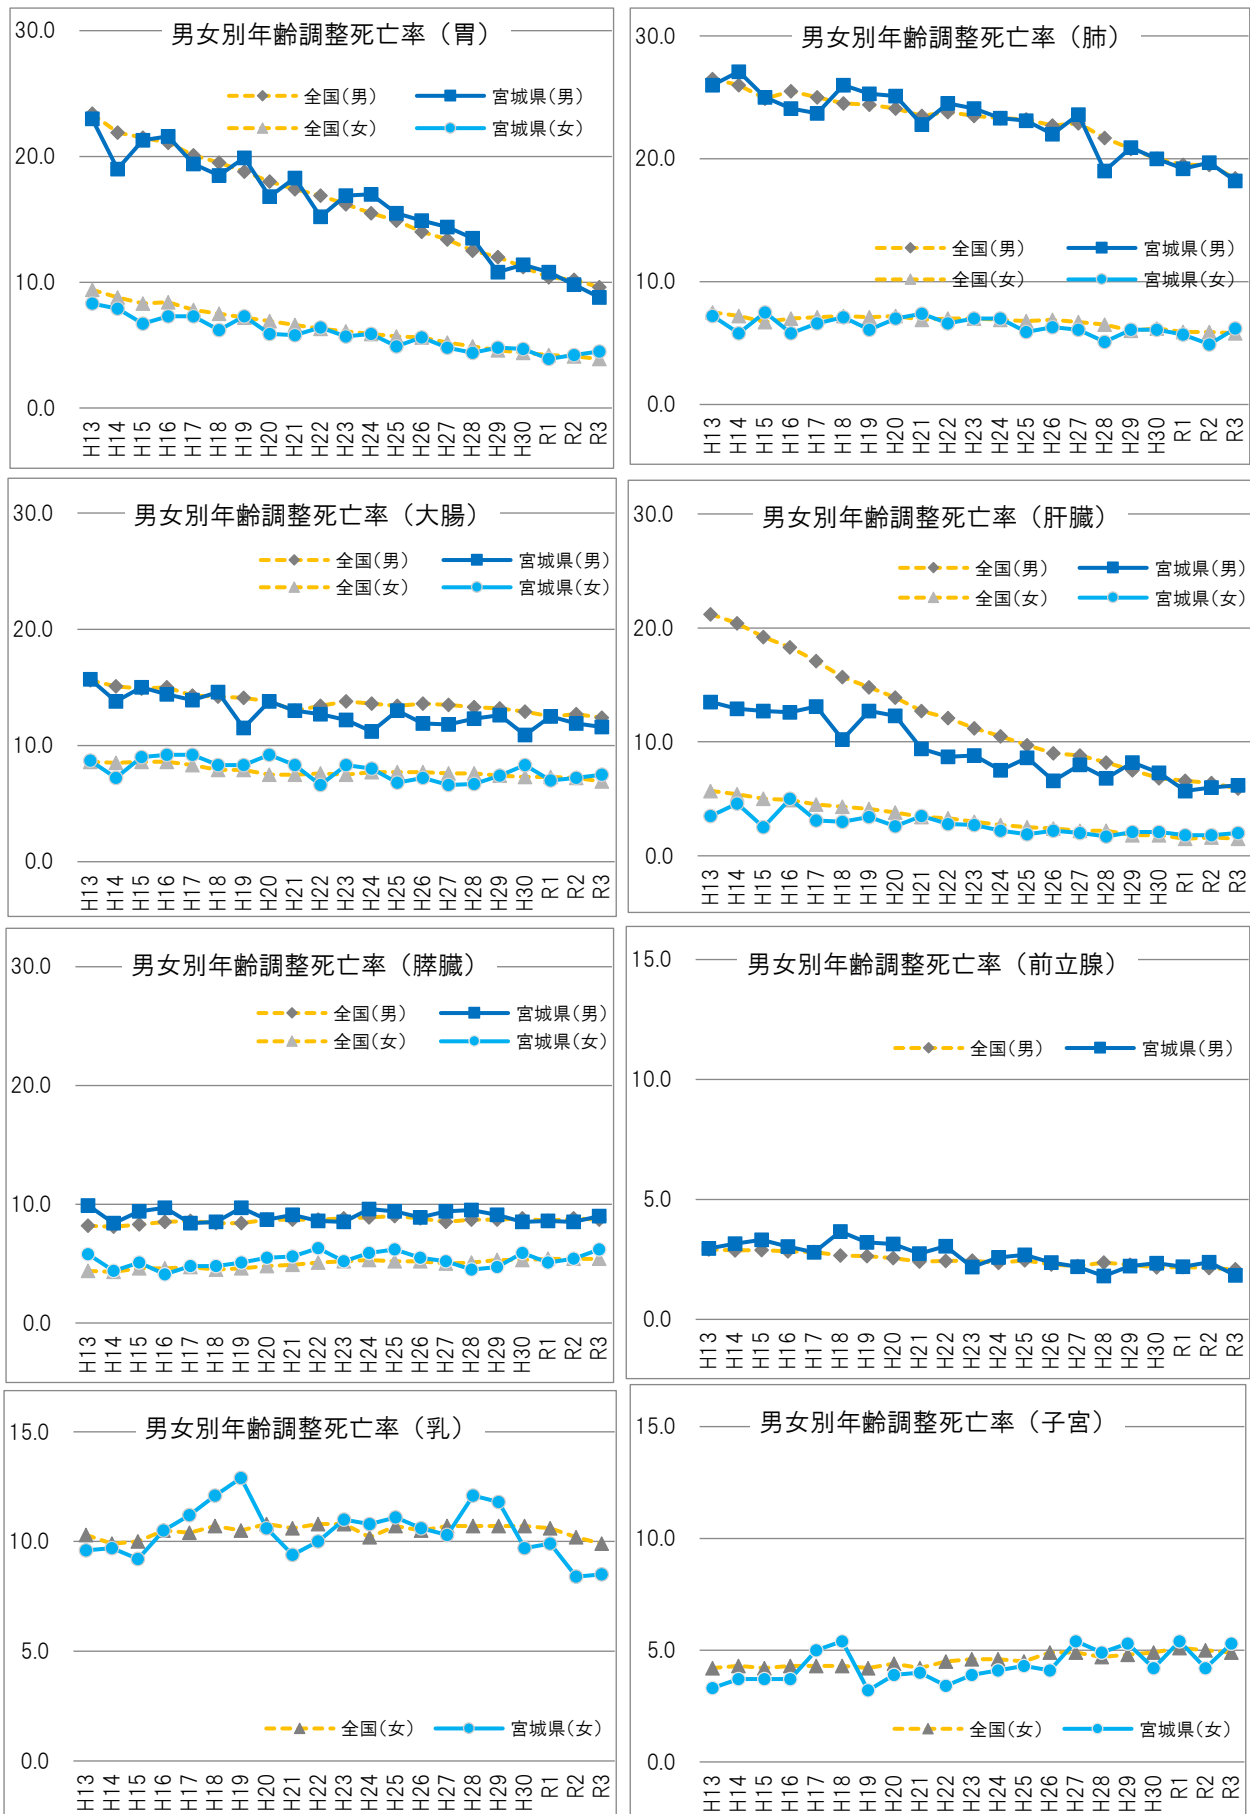 男女別年齢調整死亡率（胃）
30.0
20.0
10.0
0.0
全国(男) 宮城県(男)
全国(女) 宮城県(女)
H13 H14 H15 H16 H17 H18 H19 H20 H21 H22 H23 H24 H25 H26 H27 H28 H29 H30 R1 R2 R3
男女別年齢調整死亡率（肺）
30.0
20.0
10.0
0.0
全国(男) 宮城県(男)
全国(女) 宮城県(女)
H13 H14 H15 H16 H17 H18 H19 H20 H21 H22 H23 H24 H25 H26 H27 H28 H29 H30 R1 R2 R3
男女別年齢調整死亡率（大腸）
30.0
20.0
10.0
0.0
全国(男) 宮城県(男)
全国(女) 宮城県(女)
H13 H14 H15 H16 H17 H18 H19 H20 H21 H22 H23 H24 H25 H26 H27 H28 H29 H30 R1 R2 R3
男女別年齢調整死亡率（肝臓）
30.0
20.0
10.0
0.0
全国(男) 宮城県(男)
全国(女) 宮城県(女)
H13 H14 H15 H16 H17 H18 H19 H20 H21 H22 H23 H24 H25 H26 H27 H28 H29 H30 R1 R2 R3
男女別年齢調整死亡率（膵臓）
30.0
20.0
10.0
0.0
全国(男) 宮城県(男)
全国(女) 宮城県(女)
H13 H14 H15 H16 H17 H18 H19 H20 H21 H22 H23 H24 H25 H26 H27 H28 H29 H30 R1 R2 R3
男女別年齢調整死亡率（前立腺）
15.0
10.0
5.0
0.0
全国(男) 宮城県(男)
H13 H14 H15 H16 H17 H18 H19 H20 H21 H22 H23 H24 H25 H26 H27 H28 H29 H30 R1 R2 R3
男女別年齢調整死亡率（乳）
15.0
10.0
5.0
0.0
全国(女) 宮城県(女)
H13 H14 H15 H16 H17 H18 H19 H20 H21 H22 H23 H24 H25 H26 H27 H28 H29 H30 R1 R2 R3
男女別年齢調整死亡率（子宮）
15.0
10.0
5.0
0.0
全国(女) 宮城県(女)
H13 H14 H15 H16 H17 H18 H19 H20 H21 H22 H23 H24 H25 H26 H27 H28 H29 H30 R1 R2 R3